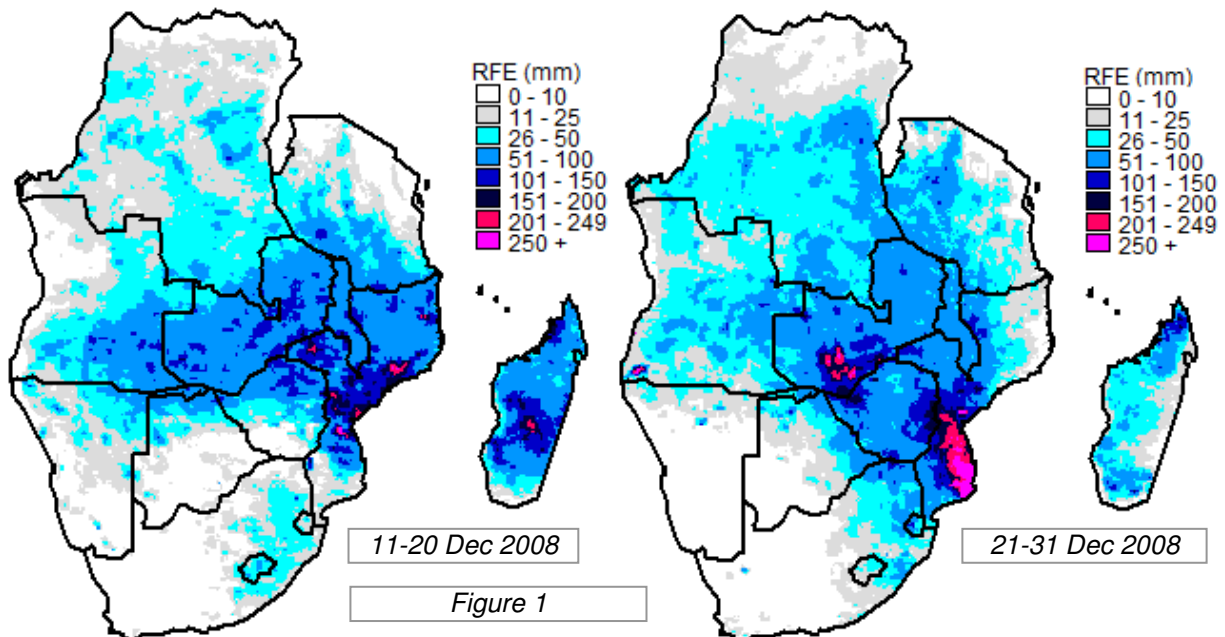 RFE (mm)
0 - 10
11 - 25
26 - 50
51 - 100
101 - 150
151 - 200
201 - 249
250 +
11-20 Dec 2008
RFE (mm)
0 - 10
11 - 25
26 - 50
51 - 100
101 - 150
151 - 200
201 - 249
250 +
21-31 Dec 2008
Figure 1